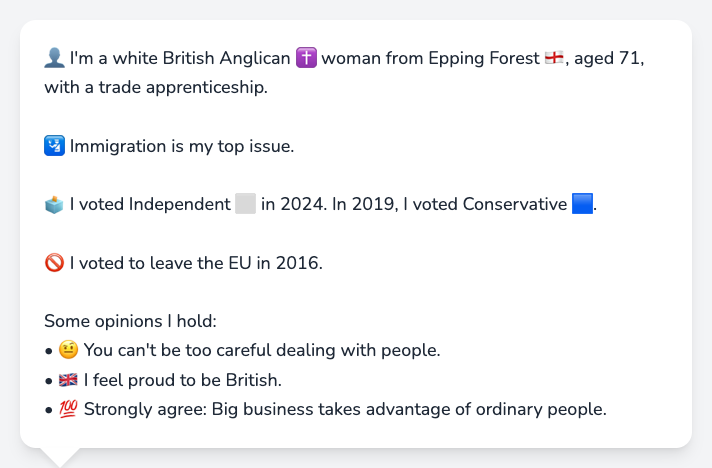 👤 I'm a white British Anglican ✝️ woman from Epping Forest 🏴󠁧󠁢󠁥󠁮󠁧󠁿, aged 71,
with a trade apprenticeship.
🛂 Immigration is my top issue.
🗳️ I voted Independent ⬜ in 2024. In 2019, I voted Conservative 🟦.
🚫 I voted to leave the EU in 2016.
Some opinions I hold:
• 🤨 You can't be too careful dealing with people.
• 🇬🇧 I feel proud to be British.
• 💯 Strongly agree: Big business takes advantage of ordinary people.